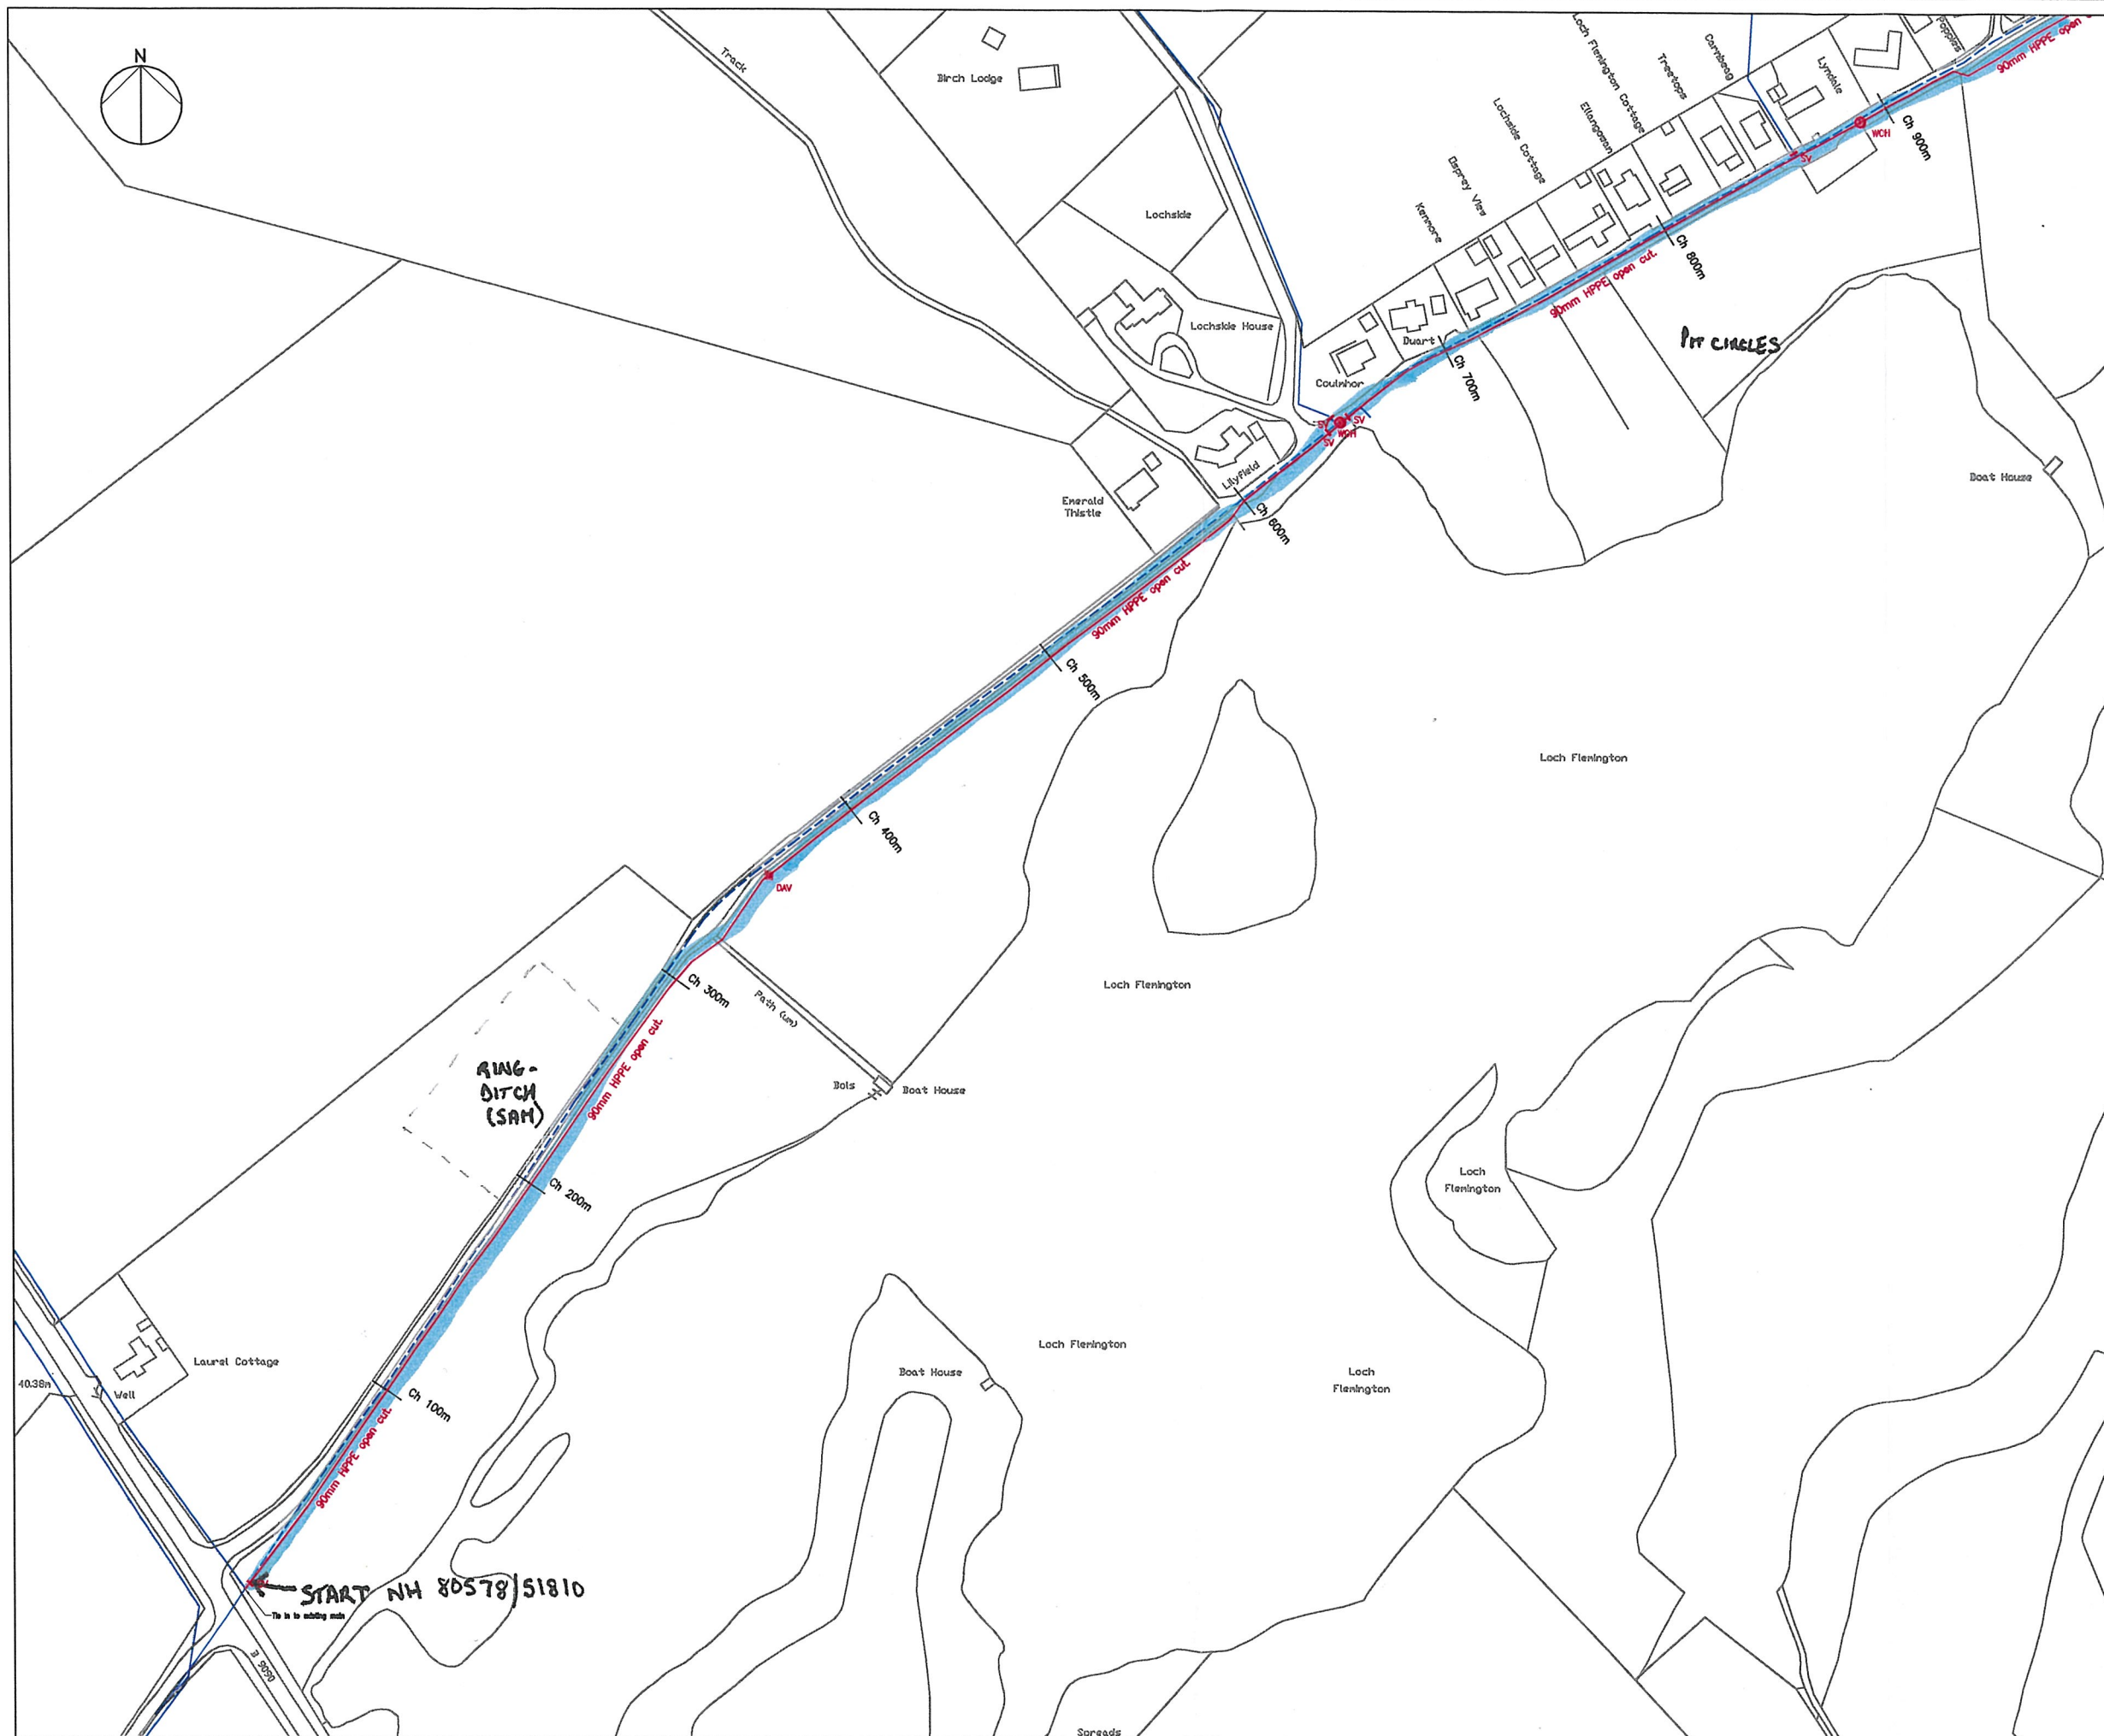 N
Track
Birch Lodge
Lochside
Lochside House
Loch Flemington Cottage
Treetops
Carnbeag
Lyndale
Poppies
90mm HPPE open
WCH
SV
Ch 900m
Lochside Cottage
Ellangowan
Osprey View
Kenmore
Ch 800m
90mm HPPE open cut.
PIT CIRCLES
Duart
Ch 700m
Coulmhor
SV
SV
WCH
SV
Lilyfield
Emerald
Thistle
Ch 600m
Boat House
90mm HPPE open cut.
Ch 500m
Loch Flemington
Ch 400m
DAV
Ch 300m
Path (um)
Loch Flemington
90mm HPPE open cut.
RING-
DITCH
(SAM)
Bols
Boat House
Ch 200m
Loch
Flemington
Laurel Cottage
40.38m
Well
Ch 100m
90mm HPPE open cut.
Loch Flemington
Boat House
Loch
Flemington
START NH 80578/51810
Tie in to existing main
B 9090
Spreads